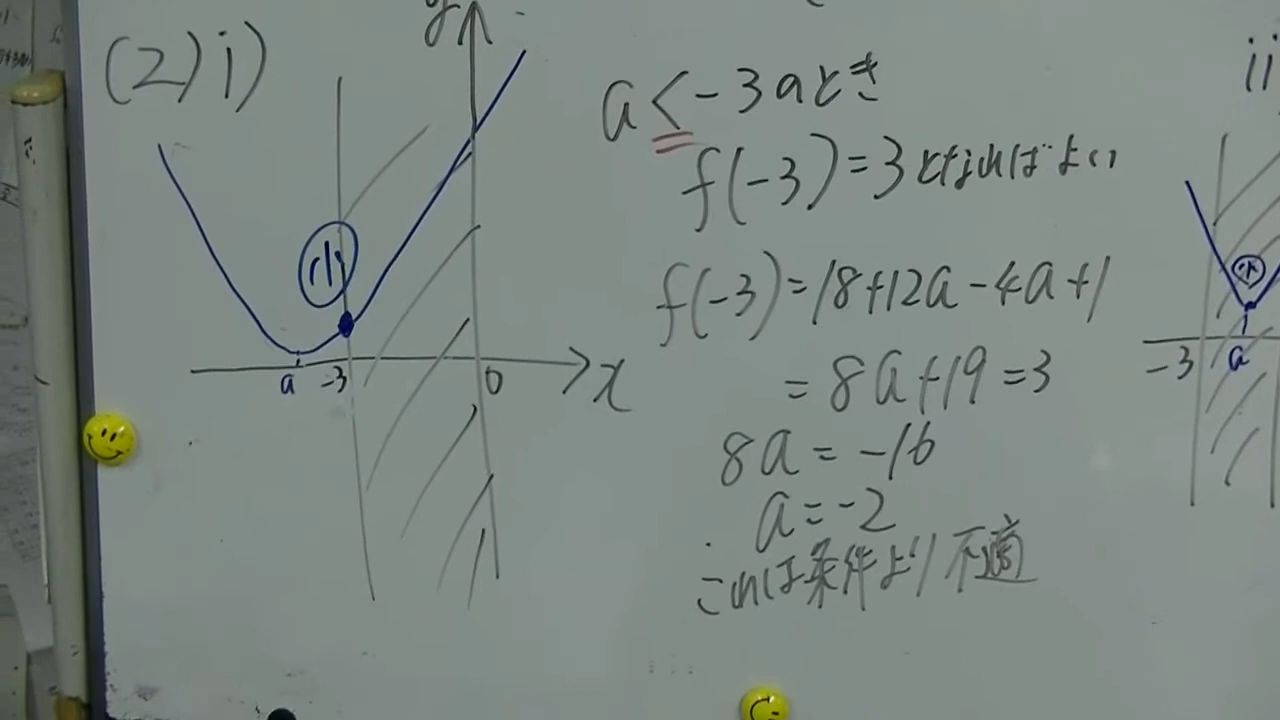 (2) i)
y
小
a -3 0 x
a < -3 のとき
f(-3) = 3 となればよい
f(-3) = 18 + 12a - 4a + 1
= 8a + 19 = 3
8a = -16
a = -2
これは条件より不適
ii
小
-3 a